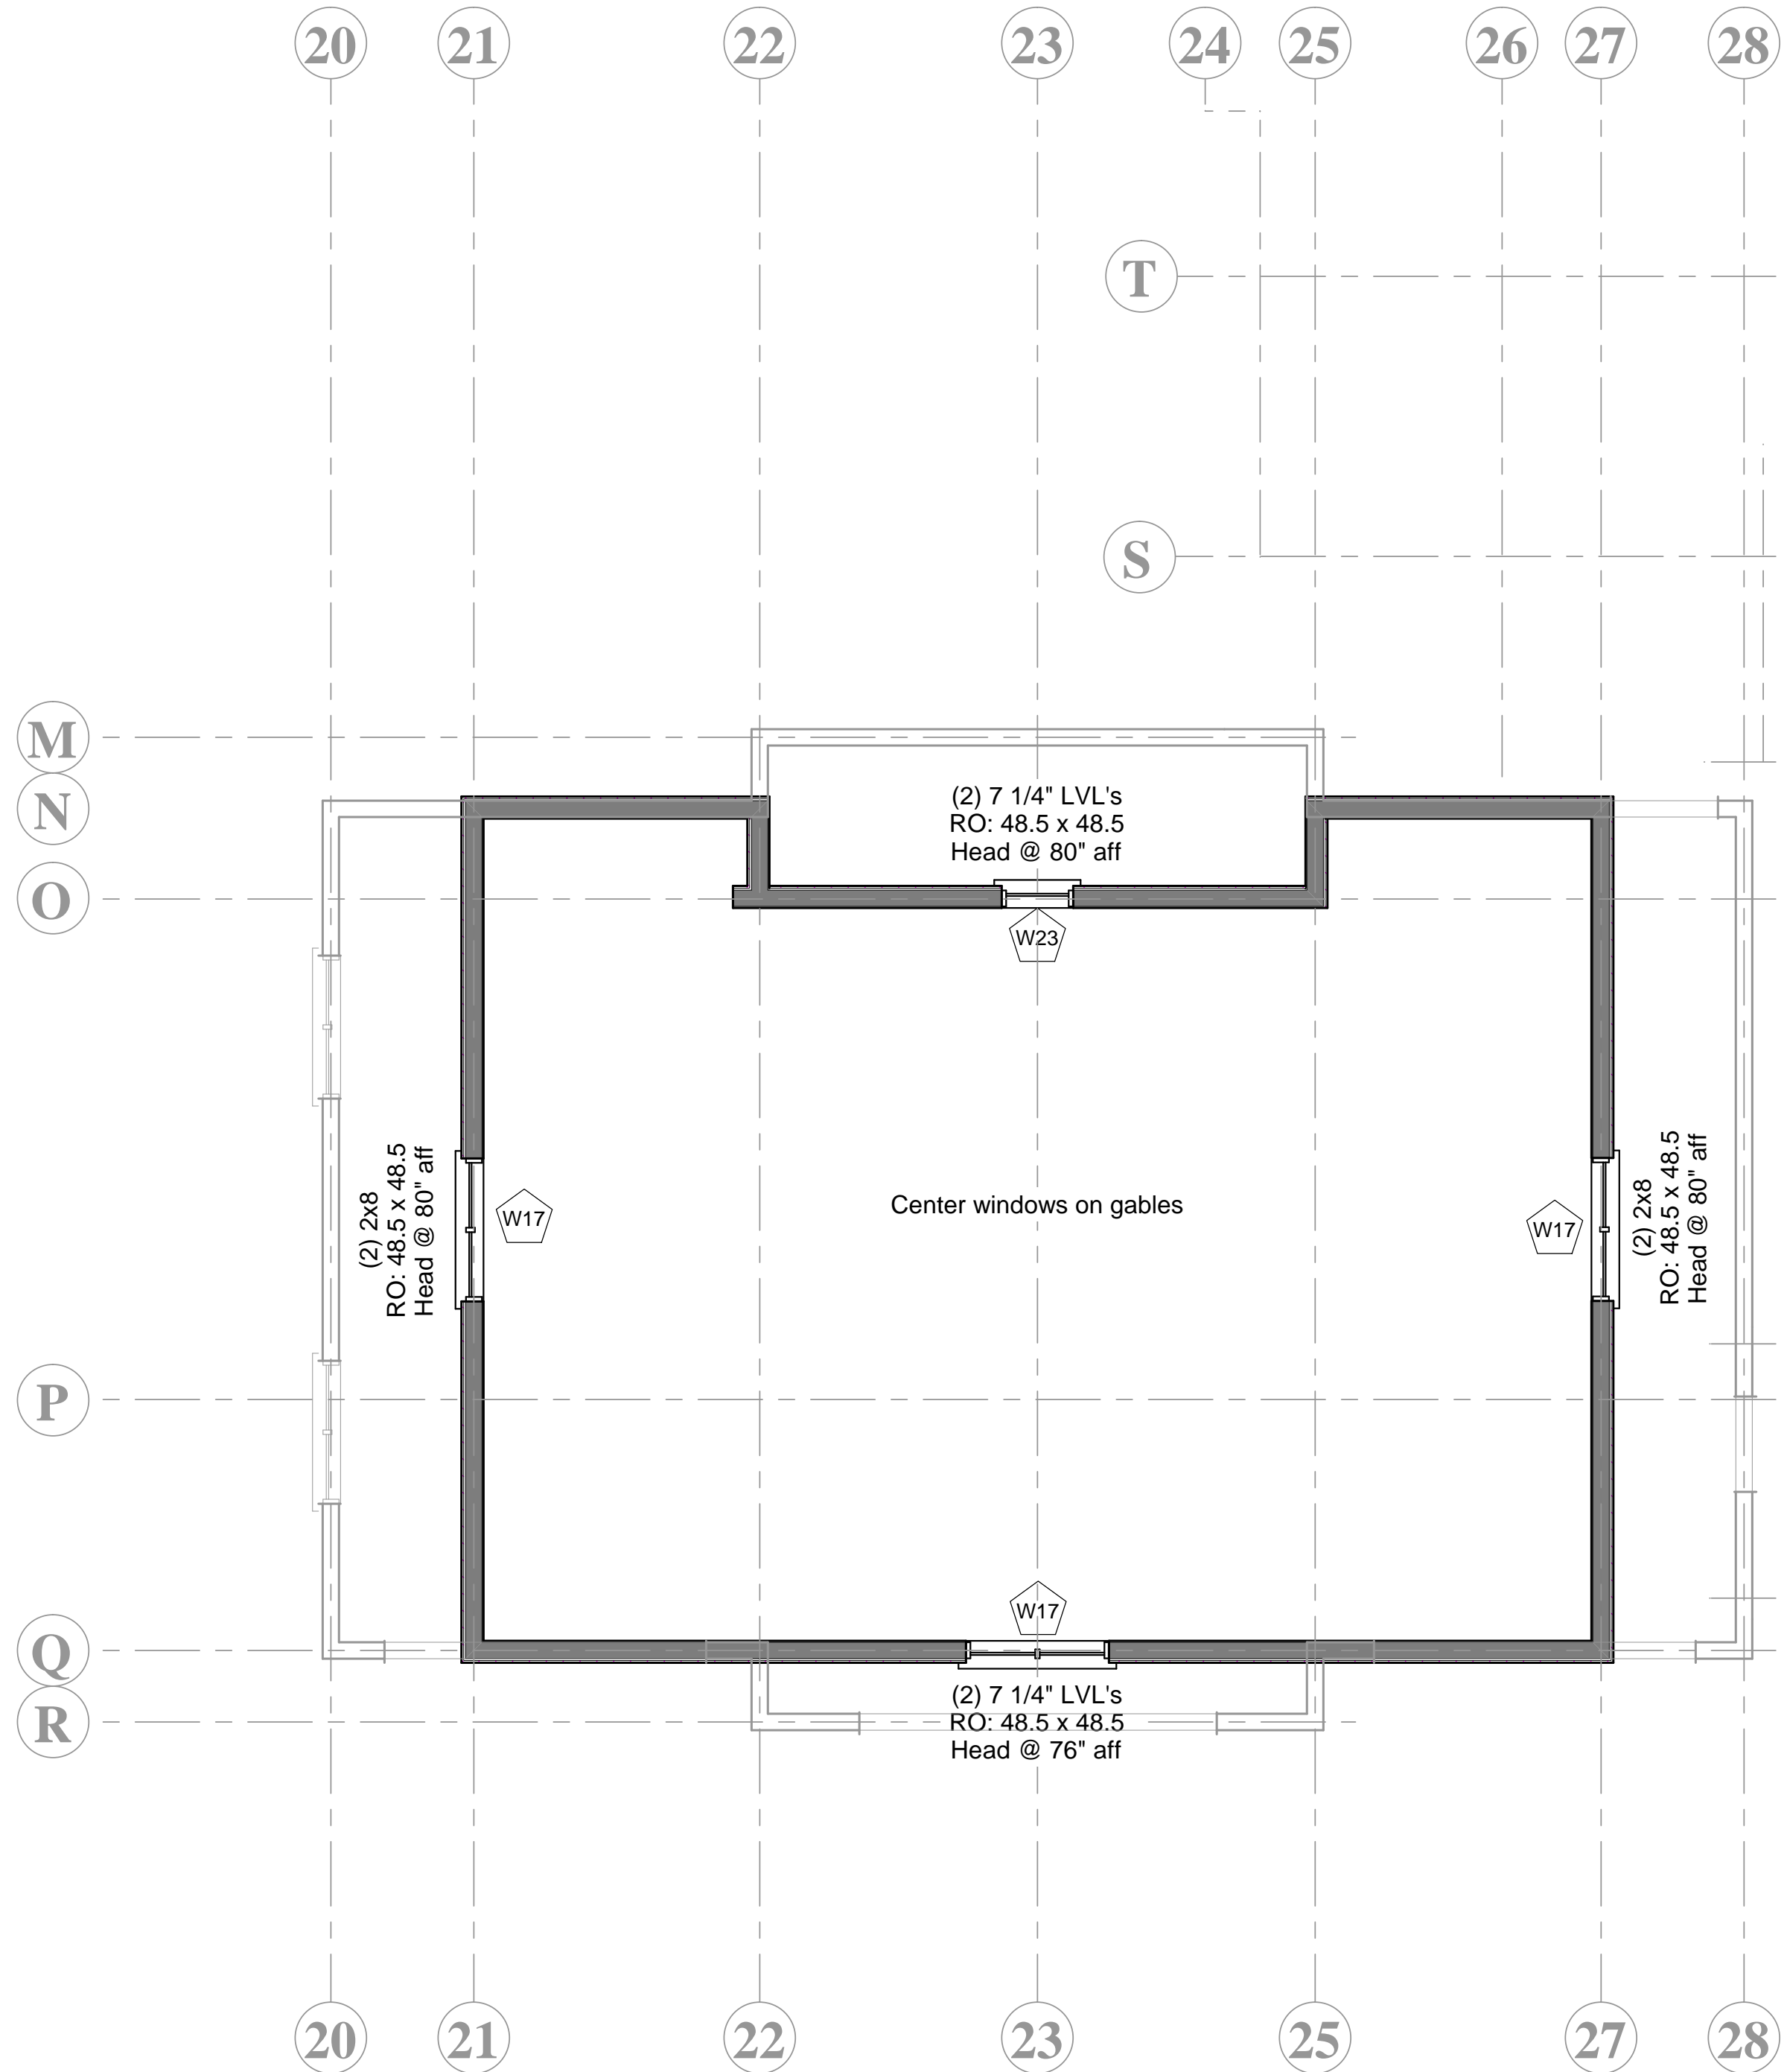 20 21 22 23 24 25 26 27 28
T
S
M
N
(2) 7 1/4" LVL's
RO: 48.5 x 48.5
Head @ 80" aff
O
W23
(2) 2x8
RO: 48.5 x 48.5
Head @ 80" aff
W17
Center windows on gables
W17
(2) 2x8
RO: 48.5 x 48.5
Head @ 80" aff
P
W17
Q
(2) 7 1/4" LVL's
R
RO: 48.5 x 48.5
Head @ 76" aff
20 21 22 23 25 27 28